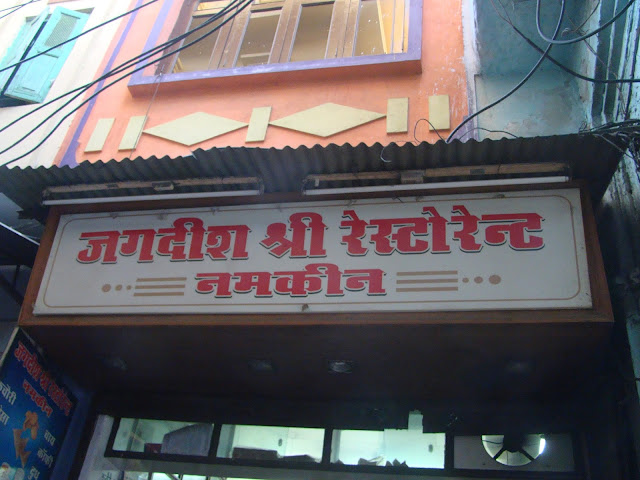 जगदीश श्री रेस्टोरेन्ट
नमकीन